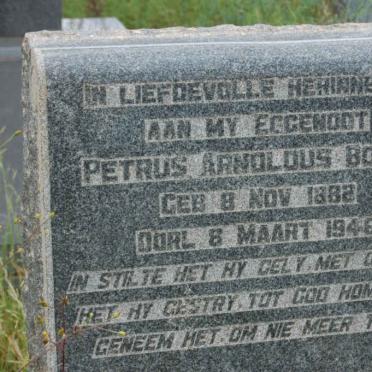 IN LIEFDEVOLLE HERINNE
AAN MY EGGENOOT
PETRUS ARNOLDUS BO
GEB 8 NOV 1882
OORL 8 MAART 194
IN STILTE HET HY GELY MET
HET HY GESTRY TOT GOD HOM
GENEEM HET OM NIE MEER